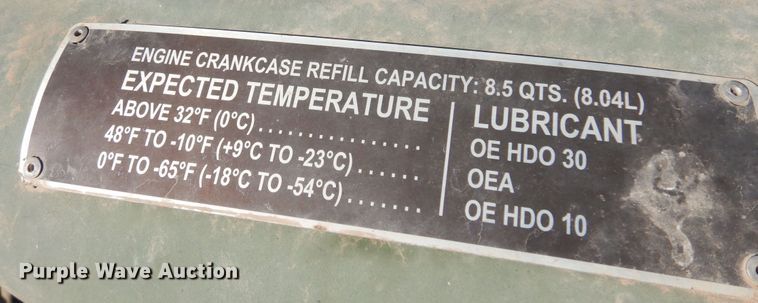 ENGINE CRANKCASE REFILL CAPACITY: 8.5 QTS. (8.04L)
EXPECTED TEMPERATURE
ABOVE 32°F (0°C) ................
48°F TO -10°F (+9°C TO -23°C) ......
0°F TO -65°F (-18°C TO -54°C) .......
LUBRICANT
OE HDO 30
OEA
OE HDO 10
Purple Wave Auction